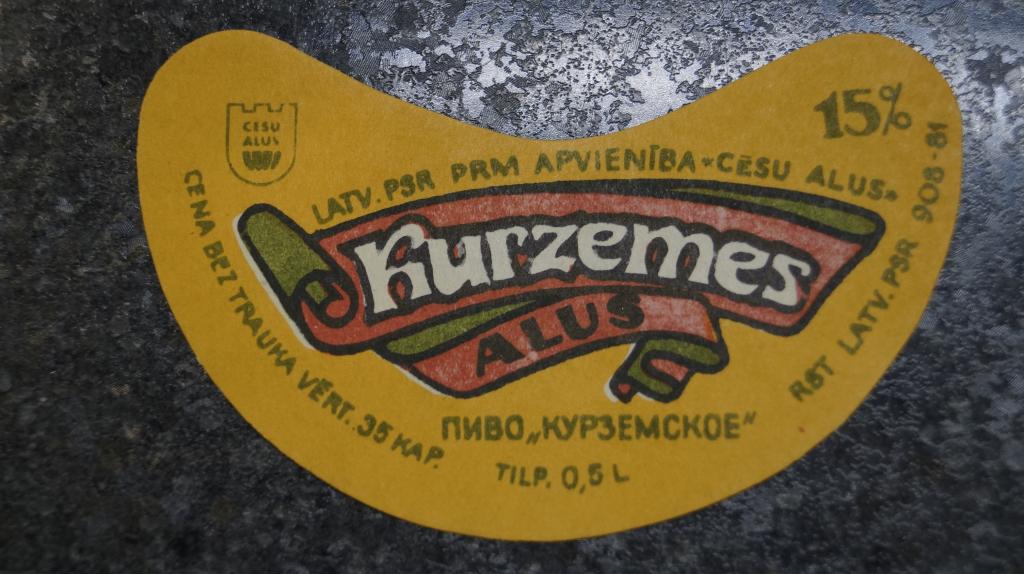 CĒSU
ALUS
15%
LATV. PSR PRM APVIENĪBA "CĒSU ALUS"
Kurzemes
ALUS
CENA BEZ TRAUKA VĒRT. 35 KAP.
ПИВО „КУРЗЕМСКОЕ"
TILP. 0,5 L
RST LATV. PSR 908-81